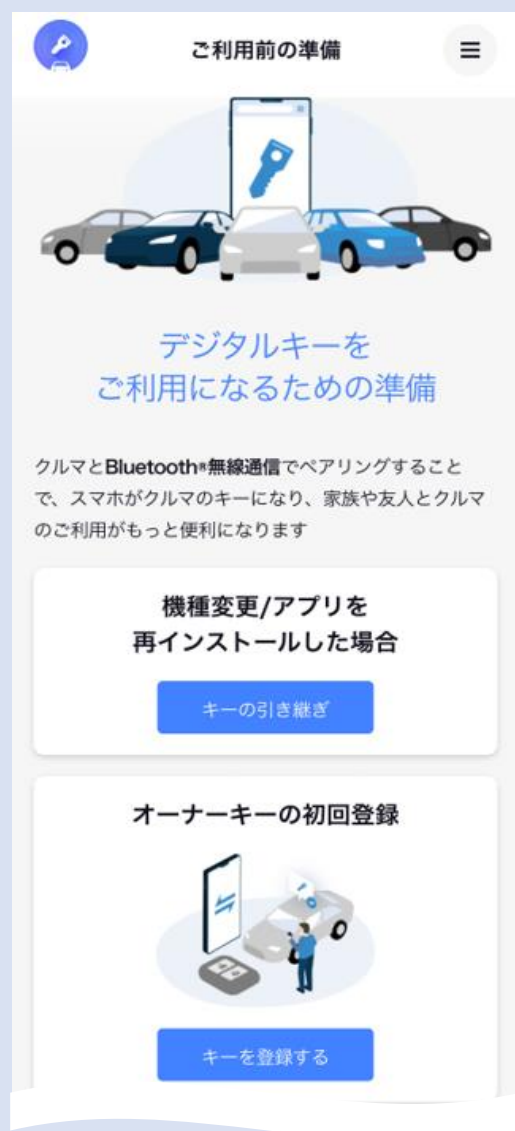 ご利用前の準備
デジタルキーを
ご利用になるための準備
クルマとBluetooth®無線通信でペアリングすること
で、スマホがクルマのキーになり、家族や友人とクルマ
のご利用がもっと便利になります
機種変更/アプリを
再インストールした場合
キーの引き継ぎ
オーナーキーの初回登録
キーを登録する